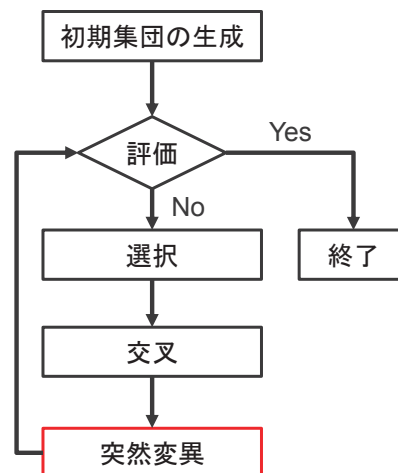 初期集団の生成
評価
Yes
No
選択
終了
交叉
突然変異